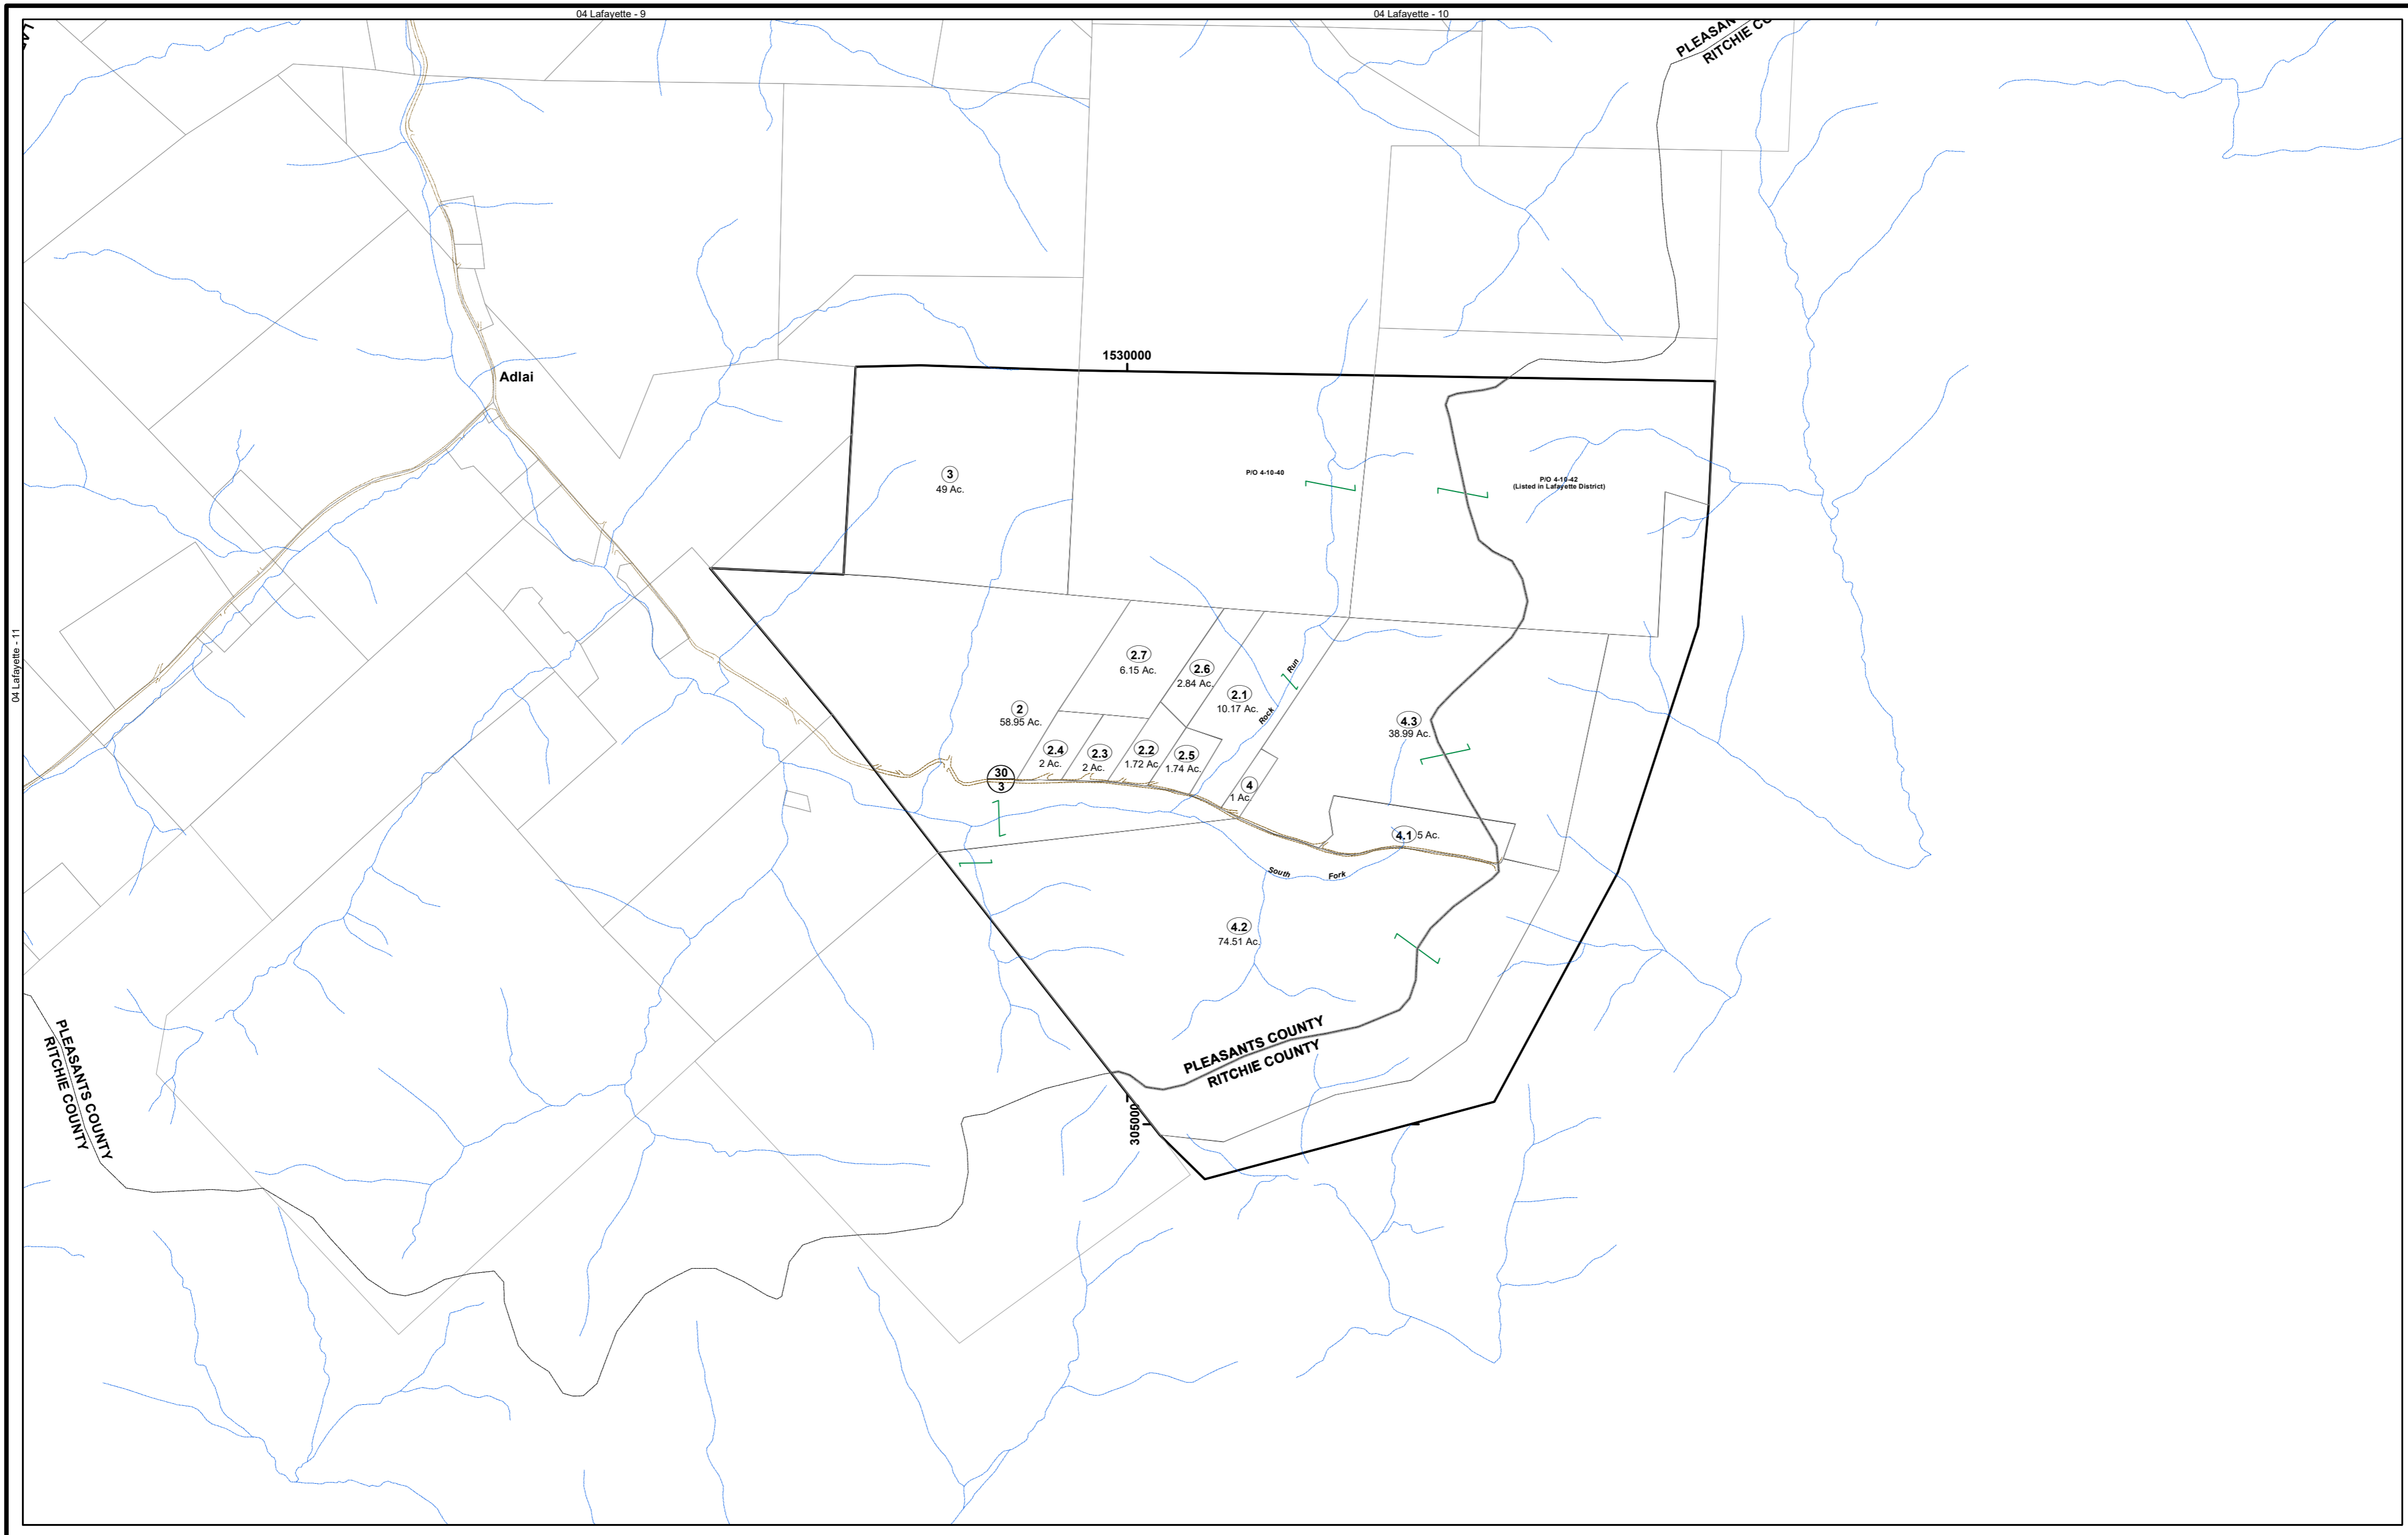 04 Lafayette - 9
04 Lafayette - 10
RITCHIE CO
Adlai
1530000
3
49 Ac.
P/O 4-10-40
P/O 4-10-42
(Listed in Lafayette District)
04 Lafayette - 11
2.7
6.15 Ac.
2.6
2.84 Ac.
Run
2.1
10.17 Ac.
Rock
2
58.95 Ac.
4.3
38.99 Ac.
2.4
2 Ac.
2.3
2 Ac.
2.2
1.72 Ac.
2.5
1.74 Ac.
30
3
4
1 Ac.
4.1 5 Ac.
South Fork
4.2
74.51 Ac.
PLEASANTS COUNTY
RITCHIE COUNTY
PLEASANTS COUNTY
RITCHIE COUNTY
305000